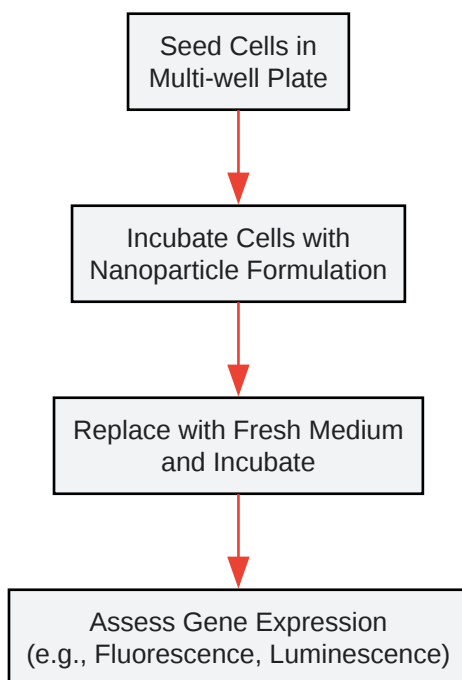 Seed Cells in
Multi-well Plate
Incubate Cells with
Nanoparticle Formulation
Replace with Fresh Medium
and Incubate
Assess Gene Expression
(e.g., Fluorescence, Luminescence)